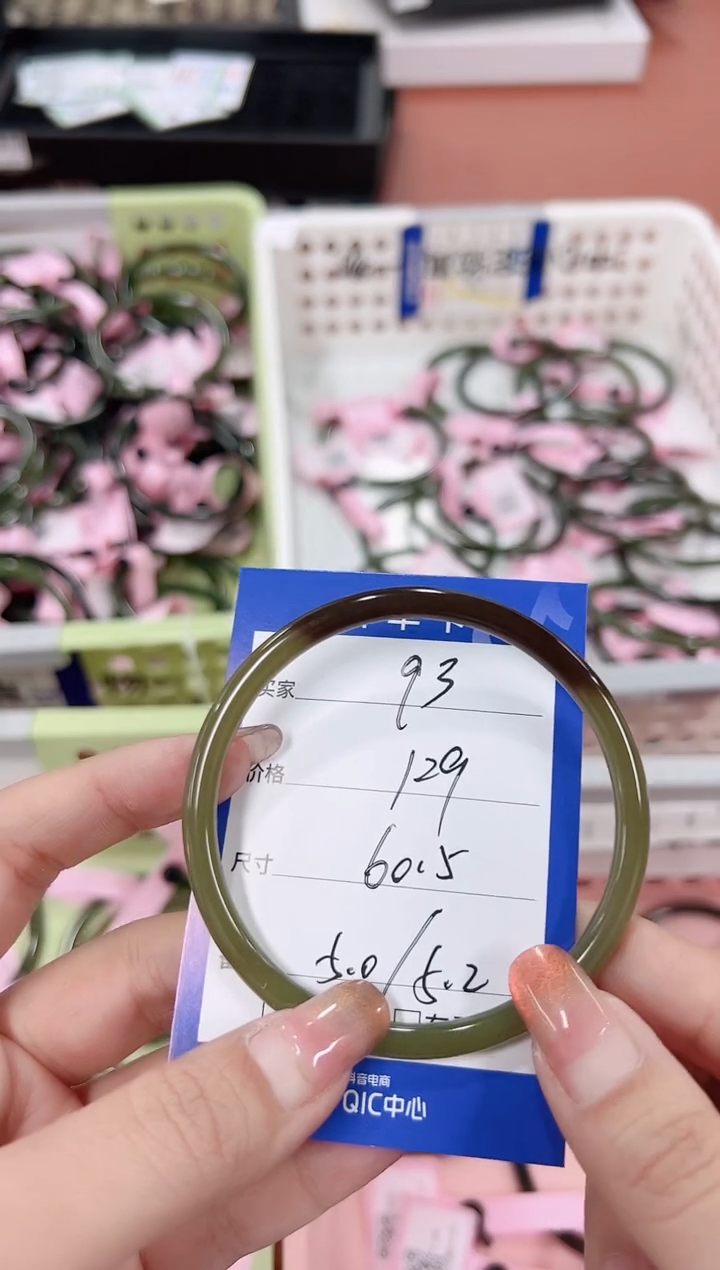 买家 93
价格 129
尺寸 60.5
5.0/5.2
抖音电商
QIC中心